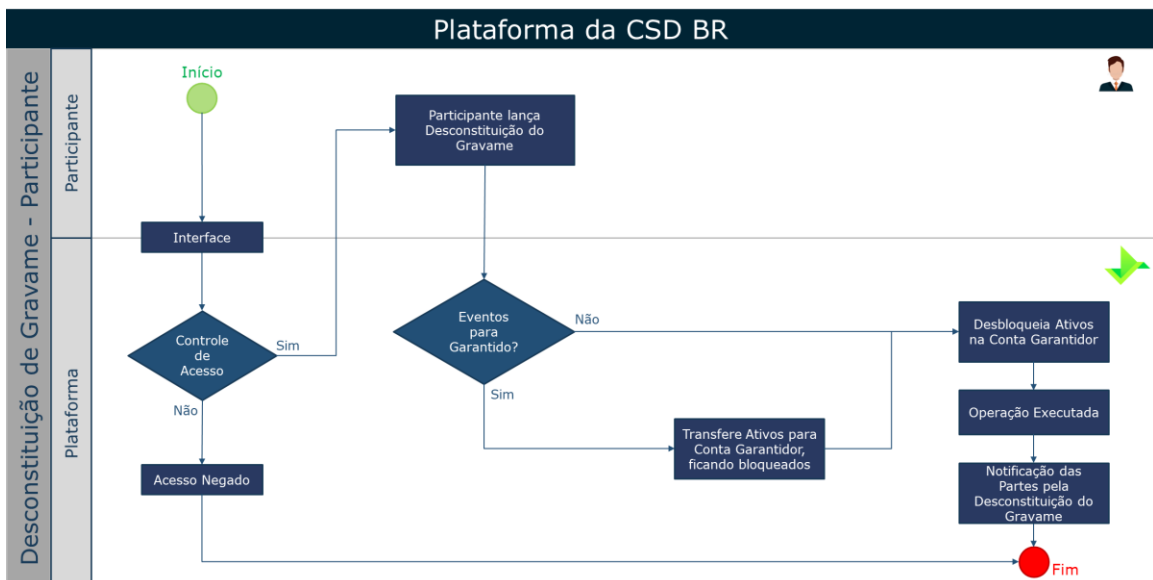 Plataforma da CSD BR
Desconstituição de Gravame - Participante
Participante
Início
Participante lança
Desconstituição do
Gravame
Interface
Plataforma
Controle
de
Acesso
Sim
Não
Acesso Negado
Eventos
para
Garantido?
Não
Sim
Transfere Ativos para
Conta Garantidor,
ficando bloqueados
Desbloqueia Ativos
na Conta Garantidor
Operação Executada
Notificação das
Partes pela
Desconstituição do
Gravame
Fim